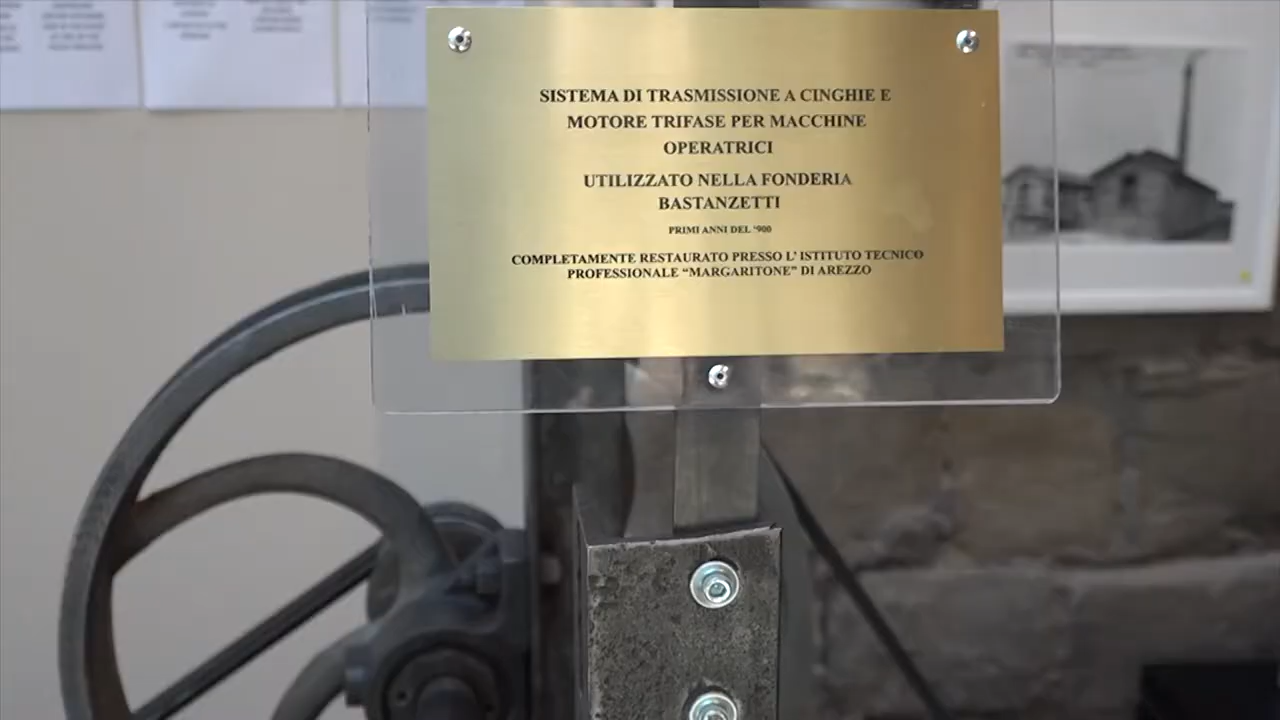 SISTEMA DI TRASMISSIONE A CINGHIE E
MOTORE TRIFASE PER MACCHINE
OPERATRICI
UTILIZZATO NELLA FONDERIA
BASTANZETTI
PRIMI ANNI DEL '900
COMPLETAMENTE RESTAURATO PRESSO L' ISTITUTO TECNICO
PROFESSIONALE “MARGARITONE” DI AREZZO